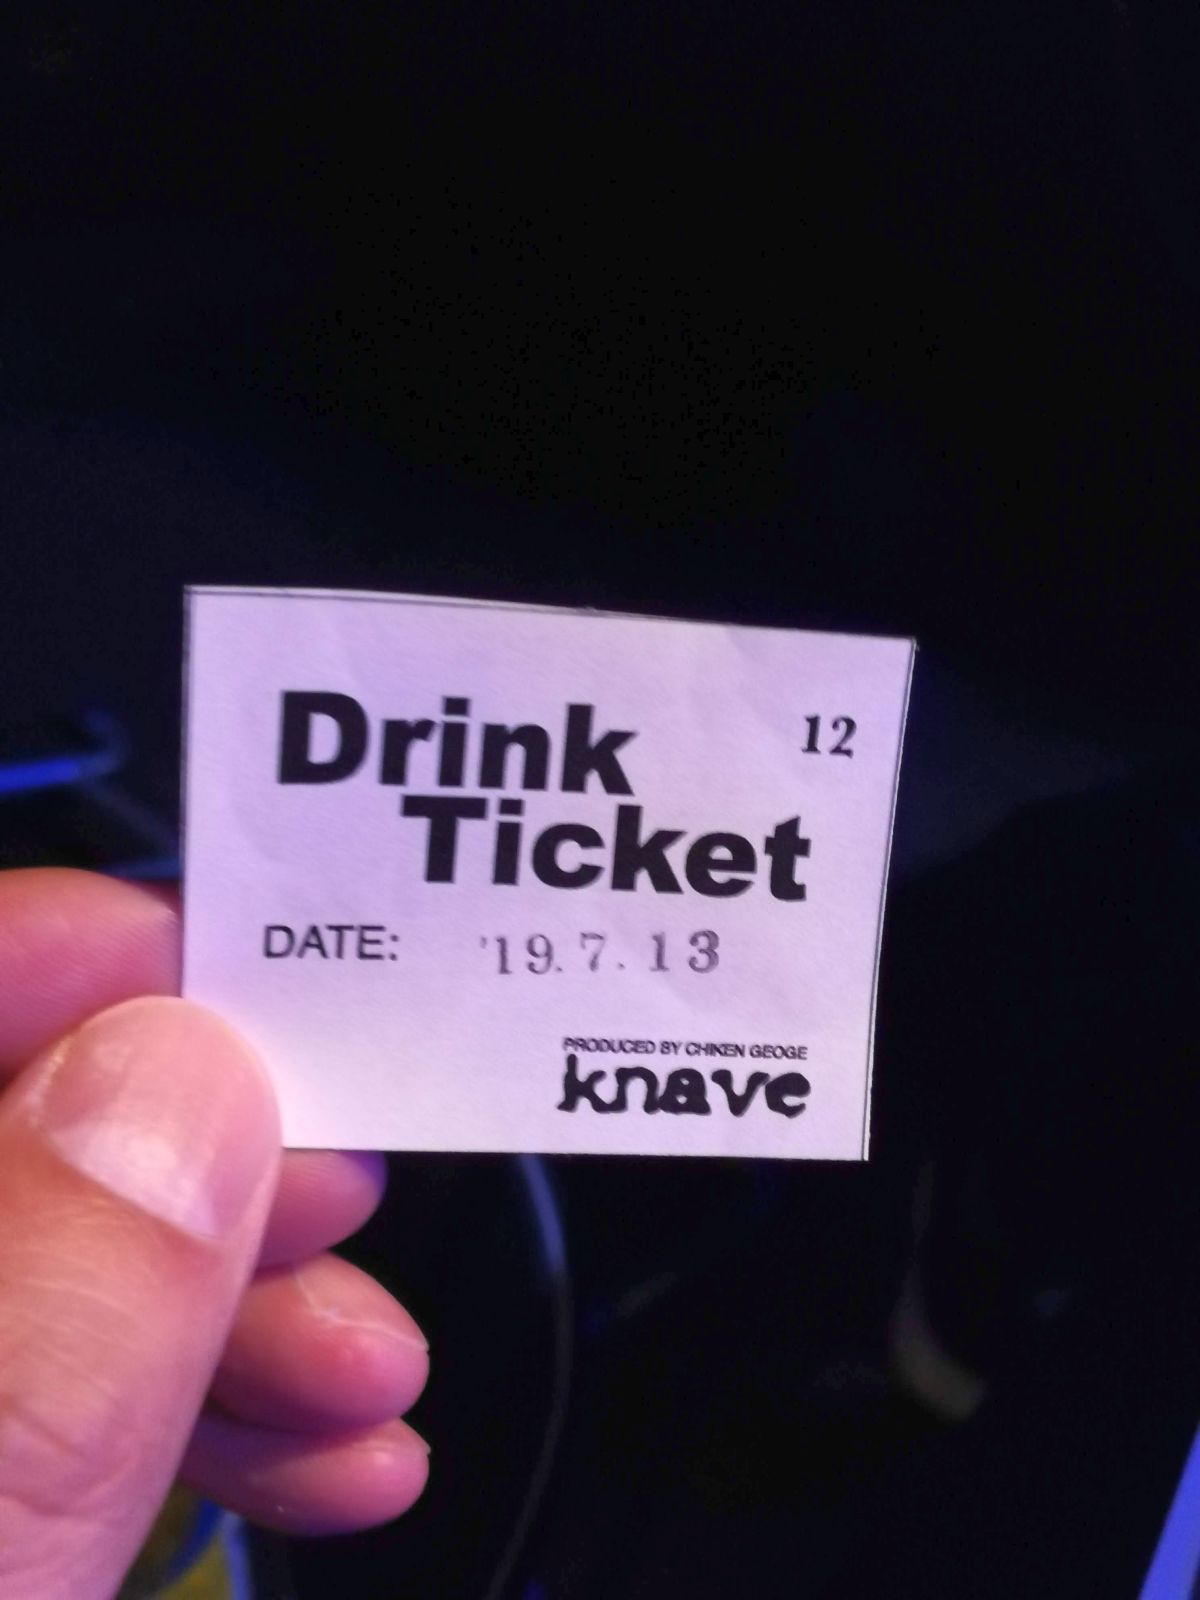 Drink
12
Ticket
DATE: '19.7.13
PRODUCED BY CHIKEN GEOGE
knave